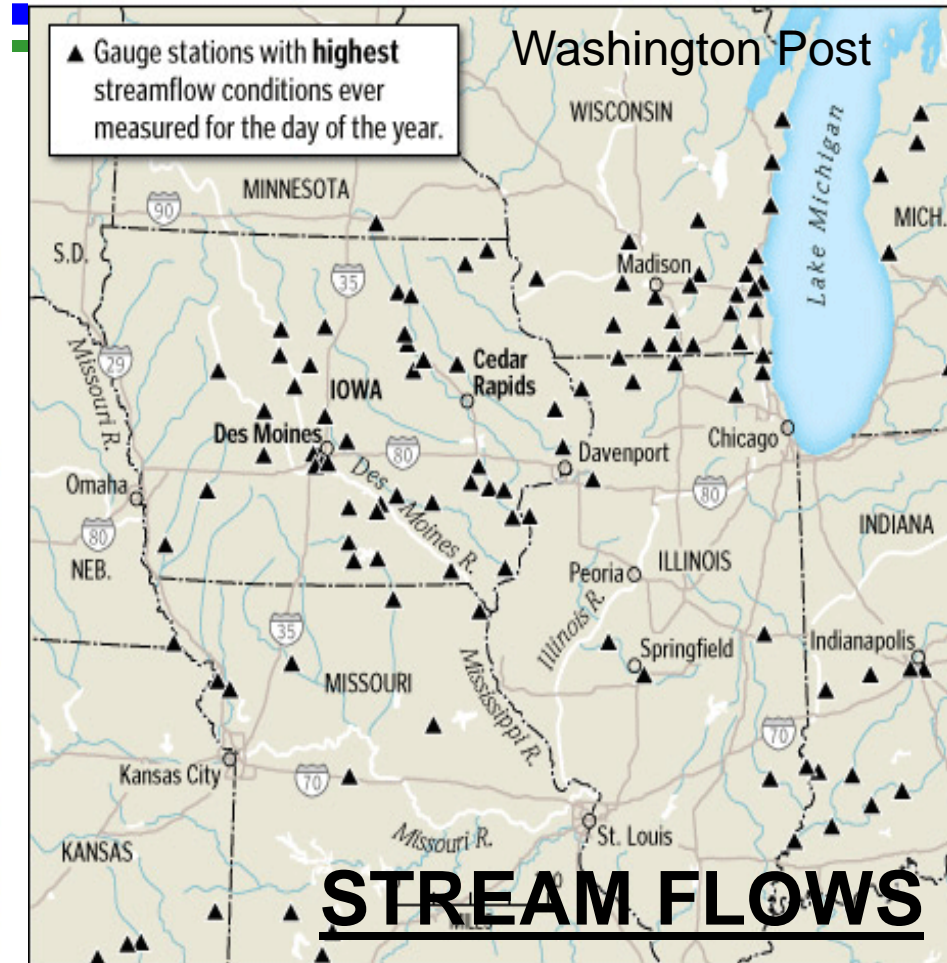 Washington Post
▲ Gauge stations with highest
streamflow conditions ever
measured for the day of the year.
WISCONSIN
Lake Michigan
MINNESOTA
90
MICH.
S.D.
35
Madison
Missouri R.
29
Cedar
Rapids
IOWA
Des Moines
80
Chicago
Davenport
Omaha
Des Moines R.
80
80
INDIANA
NEB.
Peoria
ILLINOIS
Illinois R.
35
Indianapolis
Springfield
MISSOURI
Mississippi R.
70
Kansas City
70
St. Louis
Missouri R.
KANSAS
STREAM FLOWS
MILES